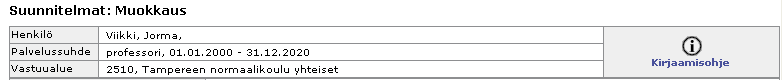 Suunnitelmat: Muokkaus
Henkilö Viikki, Jorma,
Palvelussuhde professori, 01.01.2000 - 31.12.2020
Vastuualue 2510, Tampereen normaalikoulu yhteiset
Kirjaamisohje